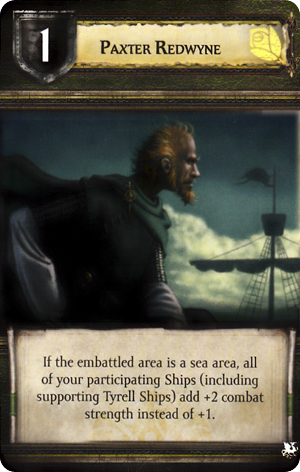 1
Paxter Redwyne
If the embattled area is a sea area, all
of your participating Ships (including
supporting Tyrell Ships) add +2 combat
strength instead of +1.